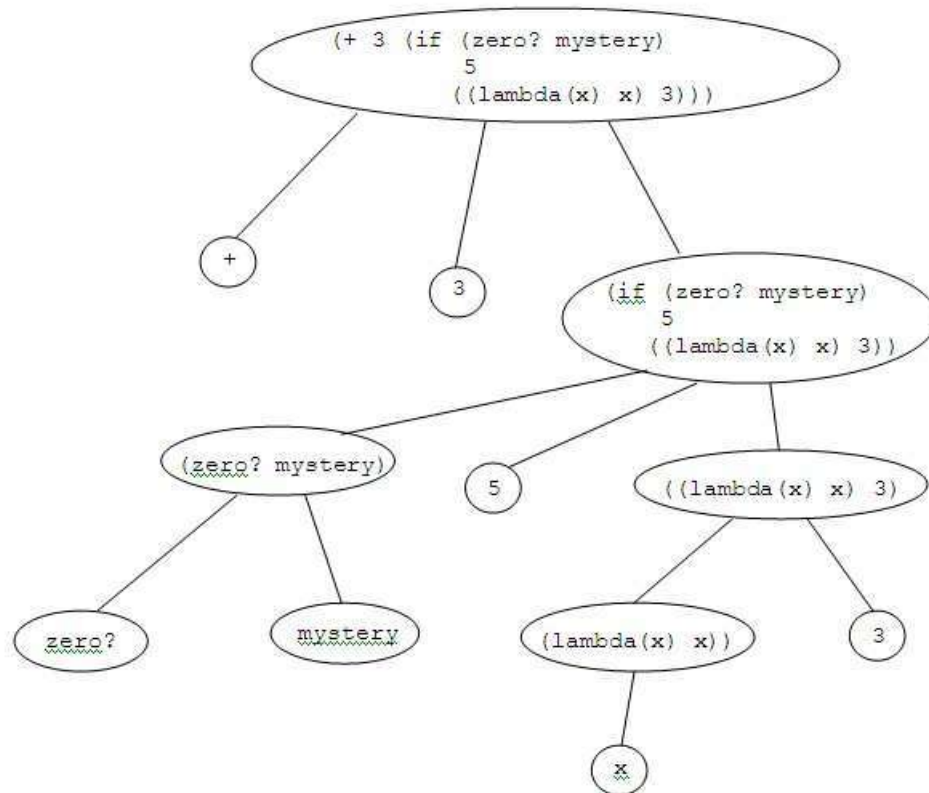 (+ 3 (if (zero? mystery)
5
((lambda(x) x) 3)))
+
3
(if (zero? mystery)
5
((lambda(x) x) 3))
(zero? mystery)
5
((lambda(x) x) 3)
zero?
mystery
(lambda(x) x))
3
x